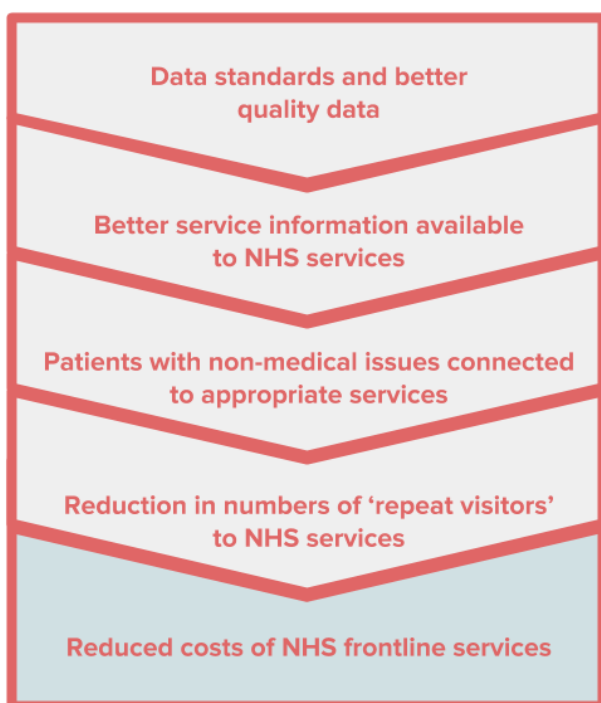 Data standards and better
quality data
Better service information available
to NHS services
Patients with non-medical issues connected
to appropriate services
Reduction in numbers of ‘repeat visitors’
to NHS services
Reduced costs of NHS frontline services